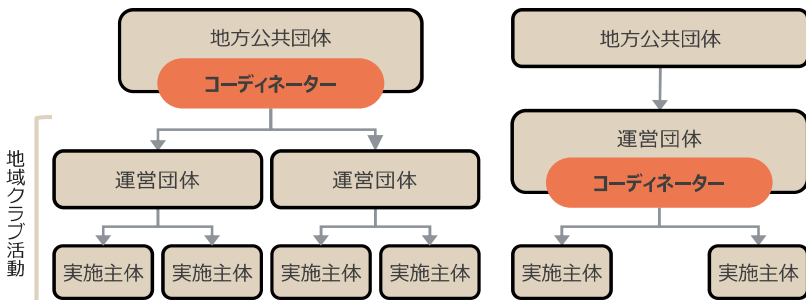 地方公共団体
コーディネーター
地域クラブ活動
運営団体
運営団体
実施主体
実施主体
実施主体
実施主体
地方公共団体
運営団体
コーディネーター
実施主体
実施主体